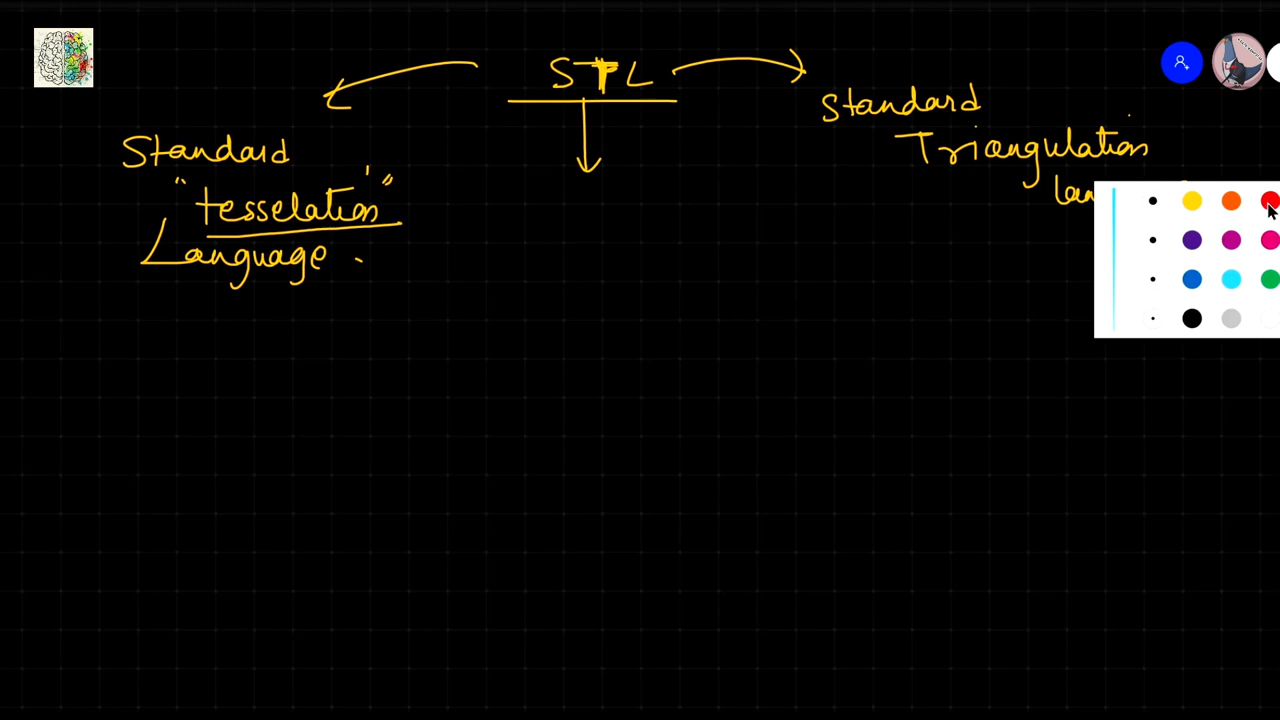 STL
Standard
"tesselation"
Language .
Standard
Triangulation